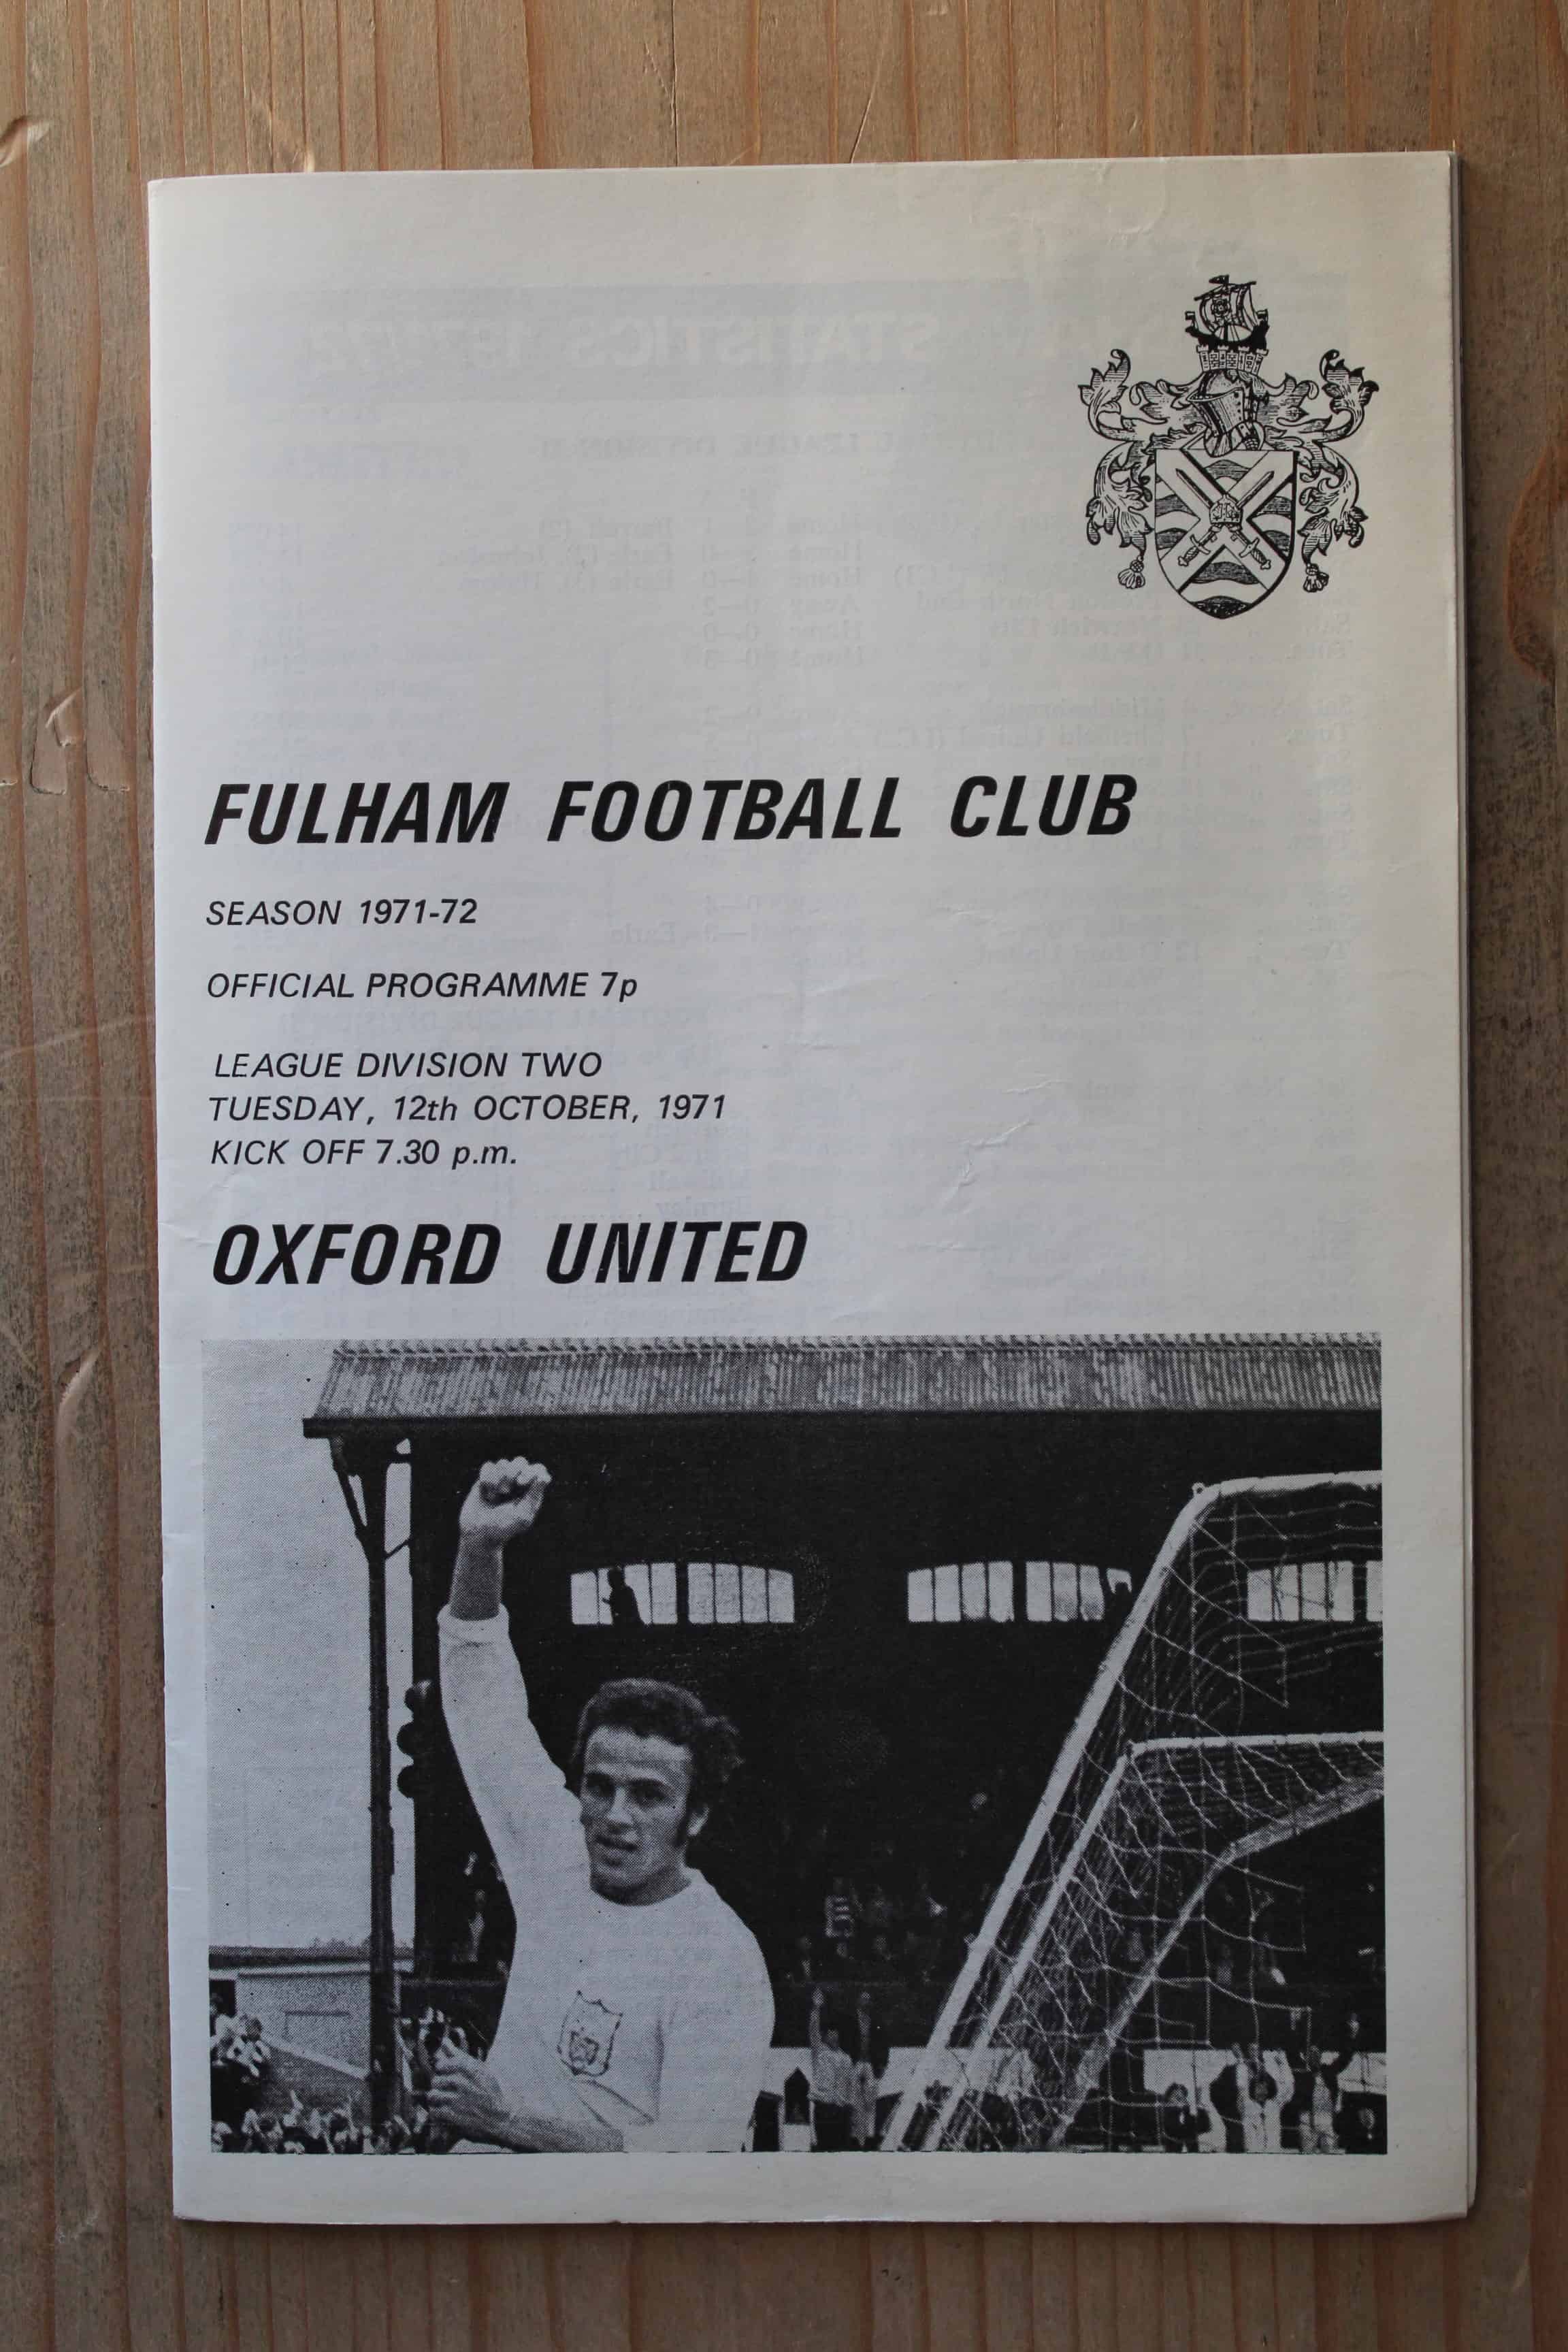 FULHAM FOOTBALL CLUB
SEASON 1971-72
OFFICIAL PROGRAMME 7p
LEAGUE DIVISION TWO
TUESDAY, 12th OCTOBER, 1971
KICK OFF 7.30 p.m.
OXFORD UNITED